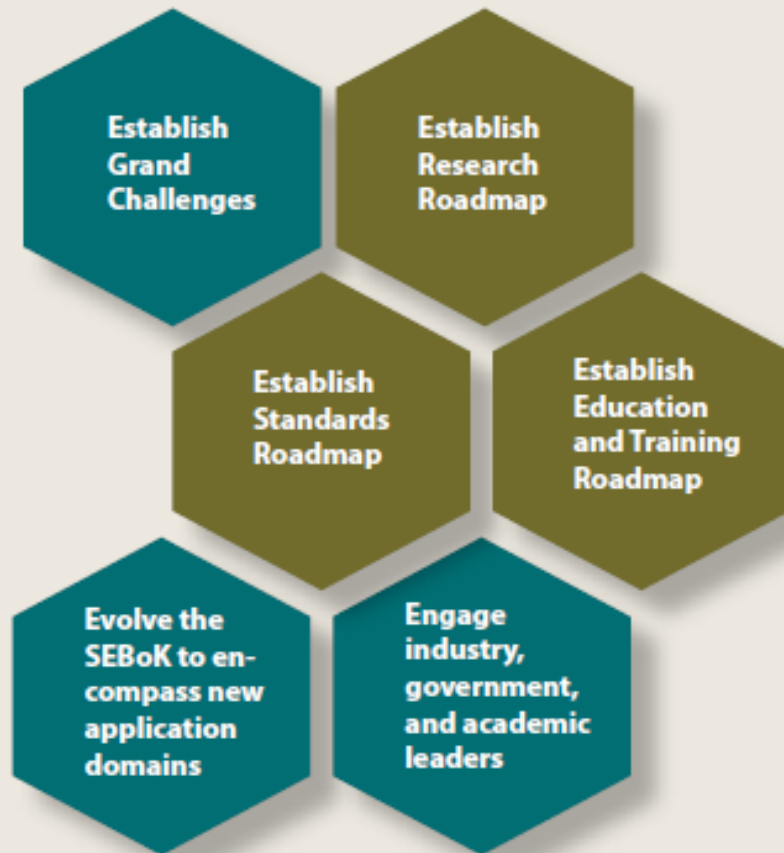 Establish
Grand
Challenges
Establish
Research
Roadmap
Establish
Standards
Roadmap
Establish
Education
and Training
Roadmap
Evolve the
SEBoK to en-
compass new
application
domains
Engage
industry,
government,
and academic
leaders